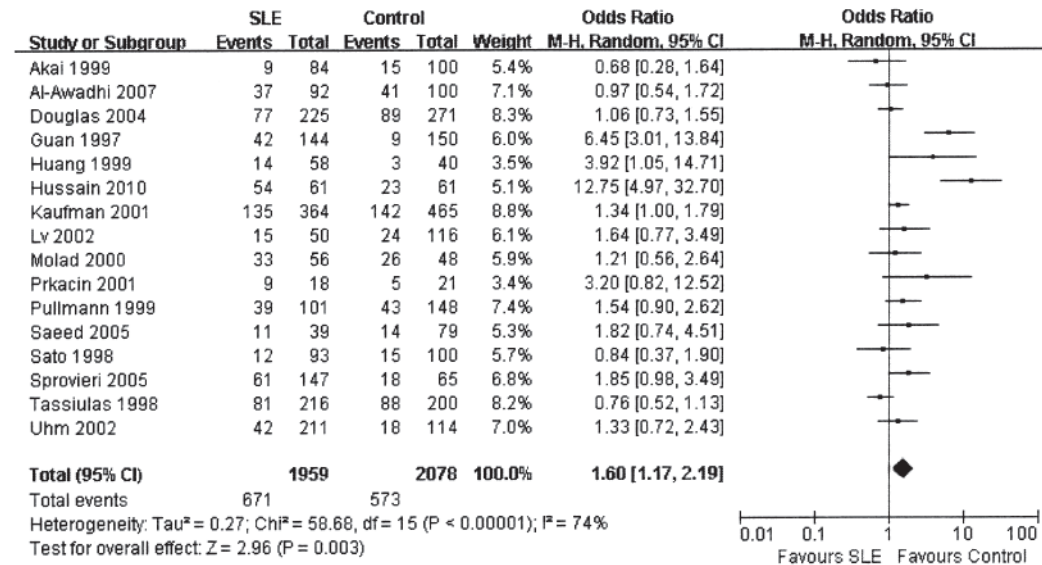 SLE Control Odds Ratio Odds Ratio
Study or Subgroup Events Total Events Total Weight M-H, Random, 95% CI M-H, Random, 95% CI
Akai 1999 9 84 15 100 5.4% 0.68 [0.28, 1.64]
Al-Awadhi 2007 37 92 41 100 7.1% 0.97 [0.54, 1.72]
Douglas 2004 77 225 89 271 8.3% 1.06 [0.73, 1.55]
Guan 1997 42 144 9 150 6.0% 6.45 [3.01, 13.84]
Huang 1999 14 58 3 40 3.5% 3.92 [1.05, 14.71]
Hussain 2010 54 61 23 61 5.1% 12.75 [4.97, 32.70]
Kaufman 2001 135 364 142 465 8.8% 1.34 [1.00, 1.79]
Lv 2002 15 50 24 116 6.1% 1.64 [0.77, 3.49]
Molad 2000 33 56 26 48 5.9% 1.21 [0.56, 2.64]
Prkacin 2001 9 18 5 21 3.4% 3.20 [0.82, 12.52]
Pullmann 1999 39 101 43 148 7.4% 1.54 [0.90, 2.62]
Saeed 2005 11 39 14 79 5.3% 1.82 [0.74, 4.51]
Sato 1998 12 93 15 100 5.7% 0.84 [0.37, 1.90]
Sprovieri 2005 61 147 18 65 6.8% 1.85 [0.98, 3.49]
Tassiulas 1998 81 216 88 200 8.2% 0.76 [0.52, 1.13]
Uhm 2002 42 211 18 114 7.0% 1.33 [0.72, 2.43]
Total (95% CI) 1959 2078 100.0% 1.60 [1.17, 2.19]
Total events 671 573
Heterogeneity: Tau² = 0.27; Chi² = 58.68, df = 15 (P < 0.00001); I² = 74%
Test for overall effect: Z = 2.96 (P = 0.003)
0.01 0.1 1 10 100
Favours SLE Favours Control